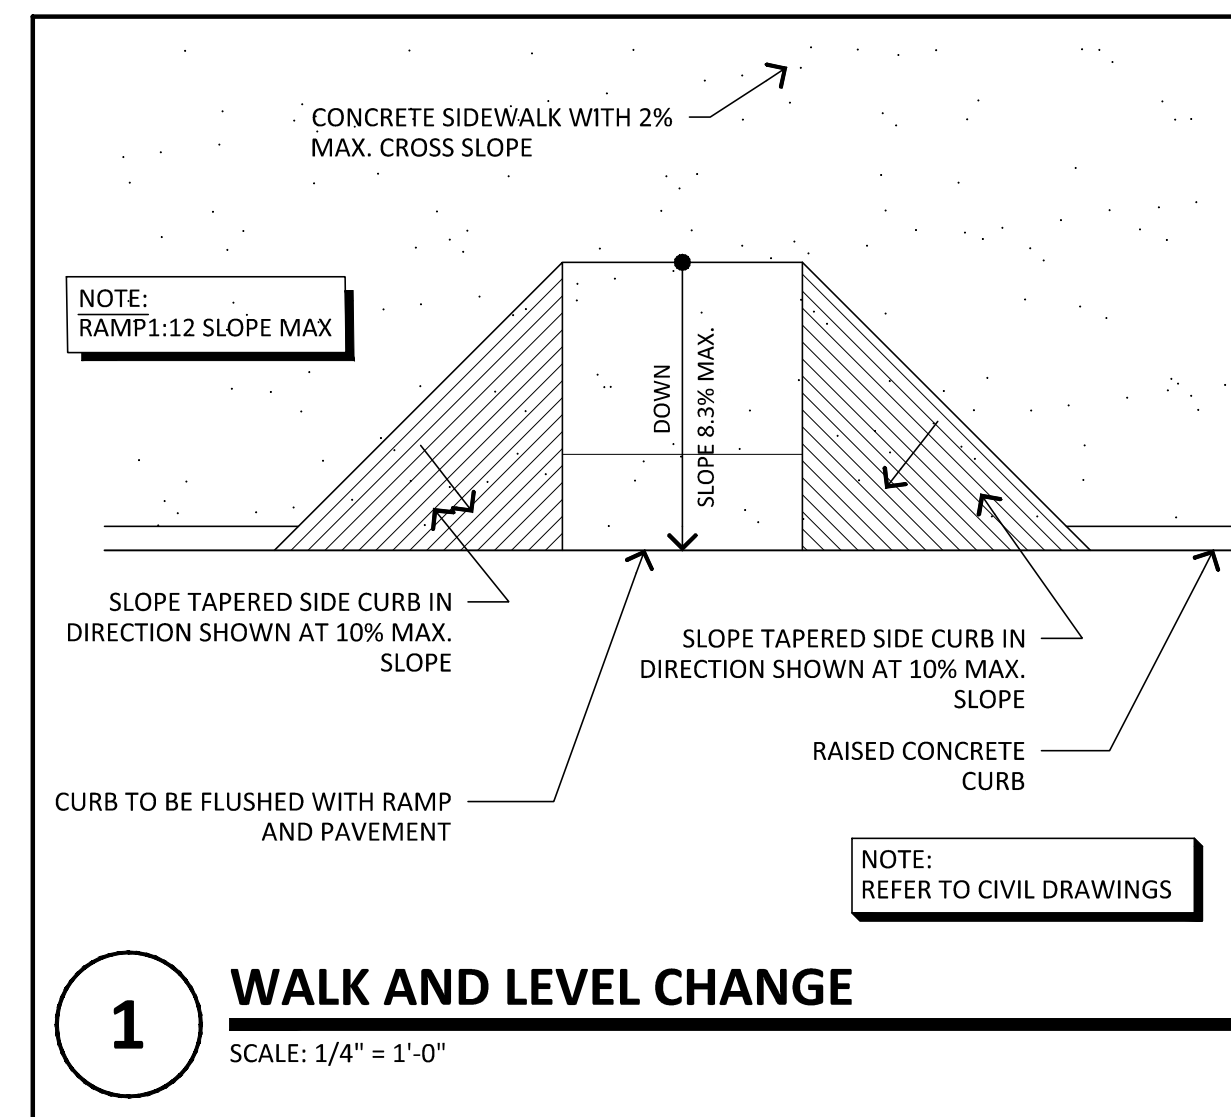 CONCRETE SIDEWALK WITH 2%
MAX. CROSS SLOPE
NOTE:
RAMP1:12 SLOPE MAX
DOWN
SLOPE 8.3% MAX.
SLOPE TAPERED SIDE CURB IN
DIRECTION SHOWN AT 10% MAX.
SLOPE
SLOPE TAPERED SIDE CURB IN
DIRECTION SHOWN AT 10% MAX.
SLOPE
RAISED CONCRETE
CURB
CURB TO BE FLUSHED WITH RAMP
AND PAVEMENT
NOTE:
REFER TO CIVIL DRAWINGS
1
WALK AND LEVEL CHANGE
SCALE: 1/4" = 1'-0"